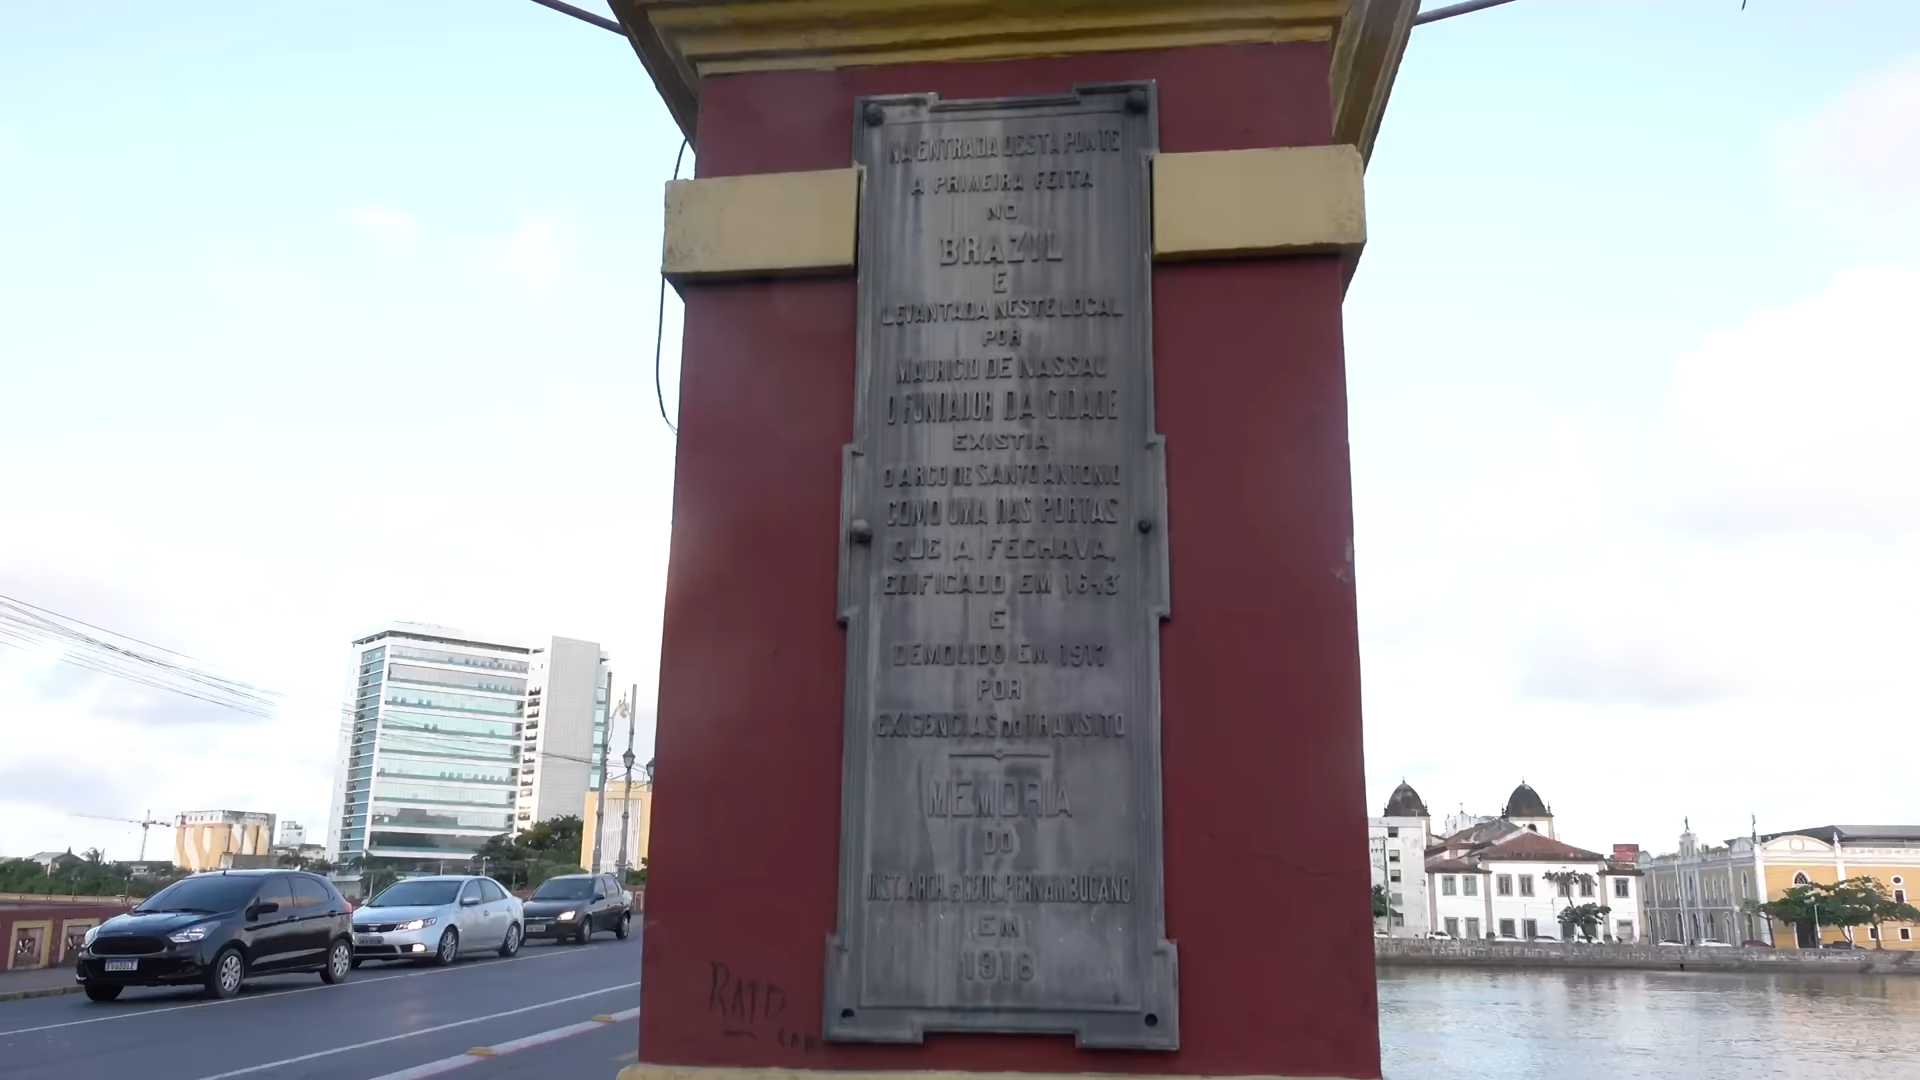 NA ENTRADA DESTA PONTE
A PRIMEIRA FEITA
NO
BRAZIL
E
LEVANTADA NESTE LOCAL
POR
MAURICIO DE NASSAU
O FUNDADOR DA CIDADE
EXISTIA
O ARCO DE SANTO ANTONIO
COMO UMA DAS PORTAS
QUE A FECHAVA,
EDIFICADO EM 1643
E
DEMOLIDO EM 1917
POR
EXIGENCIAS DO TRANSITO
MEMORIA
DO
INST. ARCH. E GEOG. PERNAMBUCANO
EM
1918